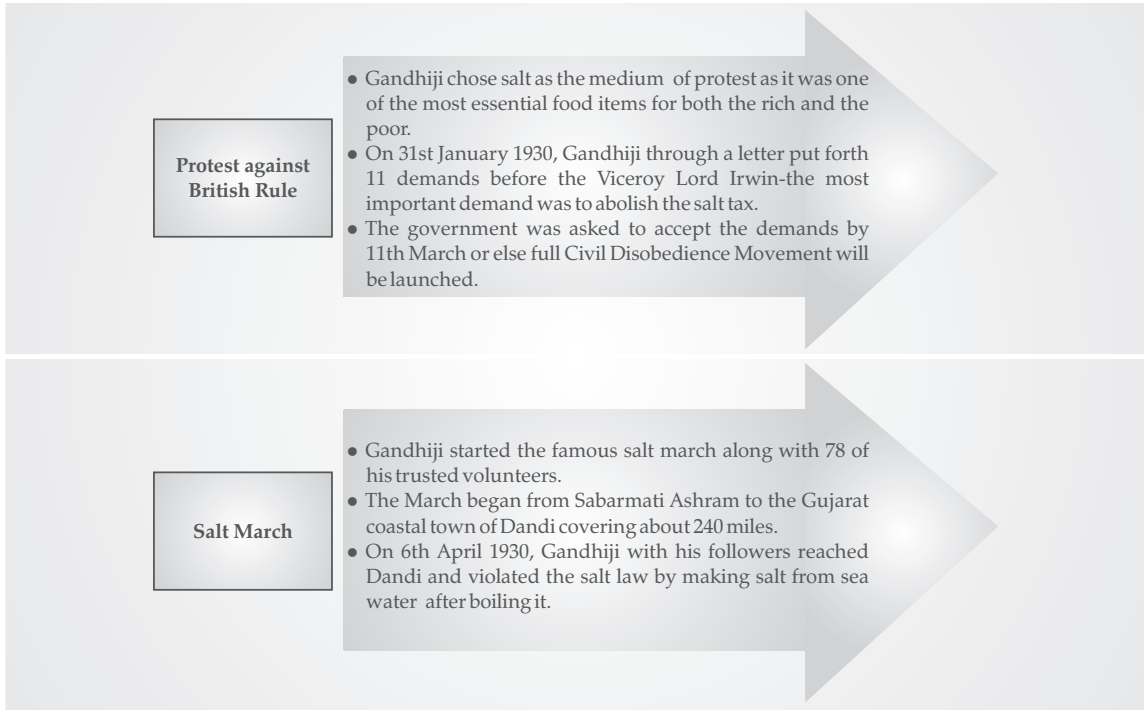 Protest against
British Rule
● Gandhiji chose salt as the medium of protest as it was one
of the most essential food items for both the rich and the
poor.
● On 31st January 1930, Gandhiji through a letter put forth
11 demands before the Viceroy Lord Irwin-the most
important demand was to abolish the salt tax.
● The government was asked to accept the demands by
11th March or else full Civil Disobedience Movement will
be launched.
Salt March
● Gandhiji started the famous salt march along with 78 of
his trusted volunteers.
● The March began from Sabarmati Ashram to the Gujarat
coastal town of Dandi covering about 240 miles.
● On 6th April 1930, Gandhiji with his followers reached
Dandi and violated the salt law by making salt from sea
water after boiling it.